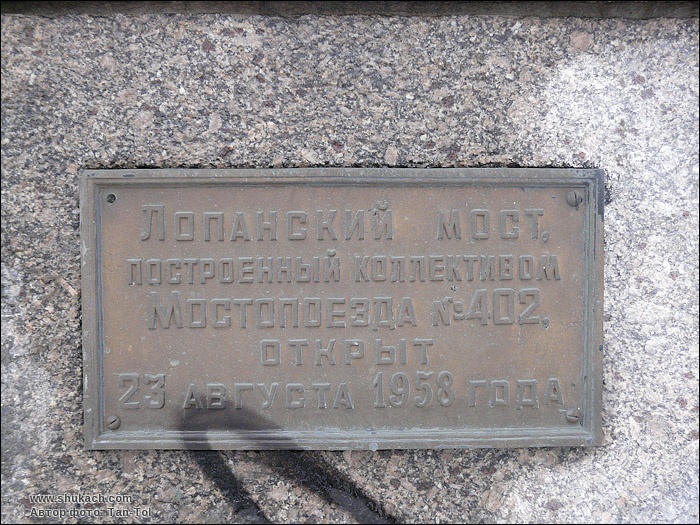 Лопанский мост,
построенный коллективом
Мостопоезда №402,
открыт
23 августа 1958 года
www.shukach.com
Автор фото: Tan-Tol